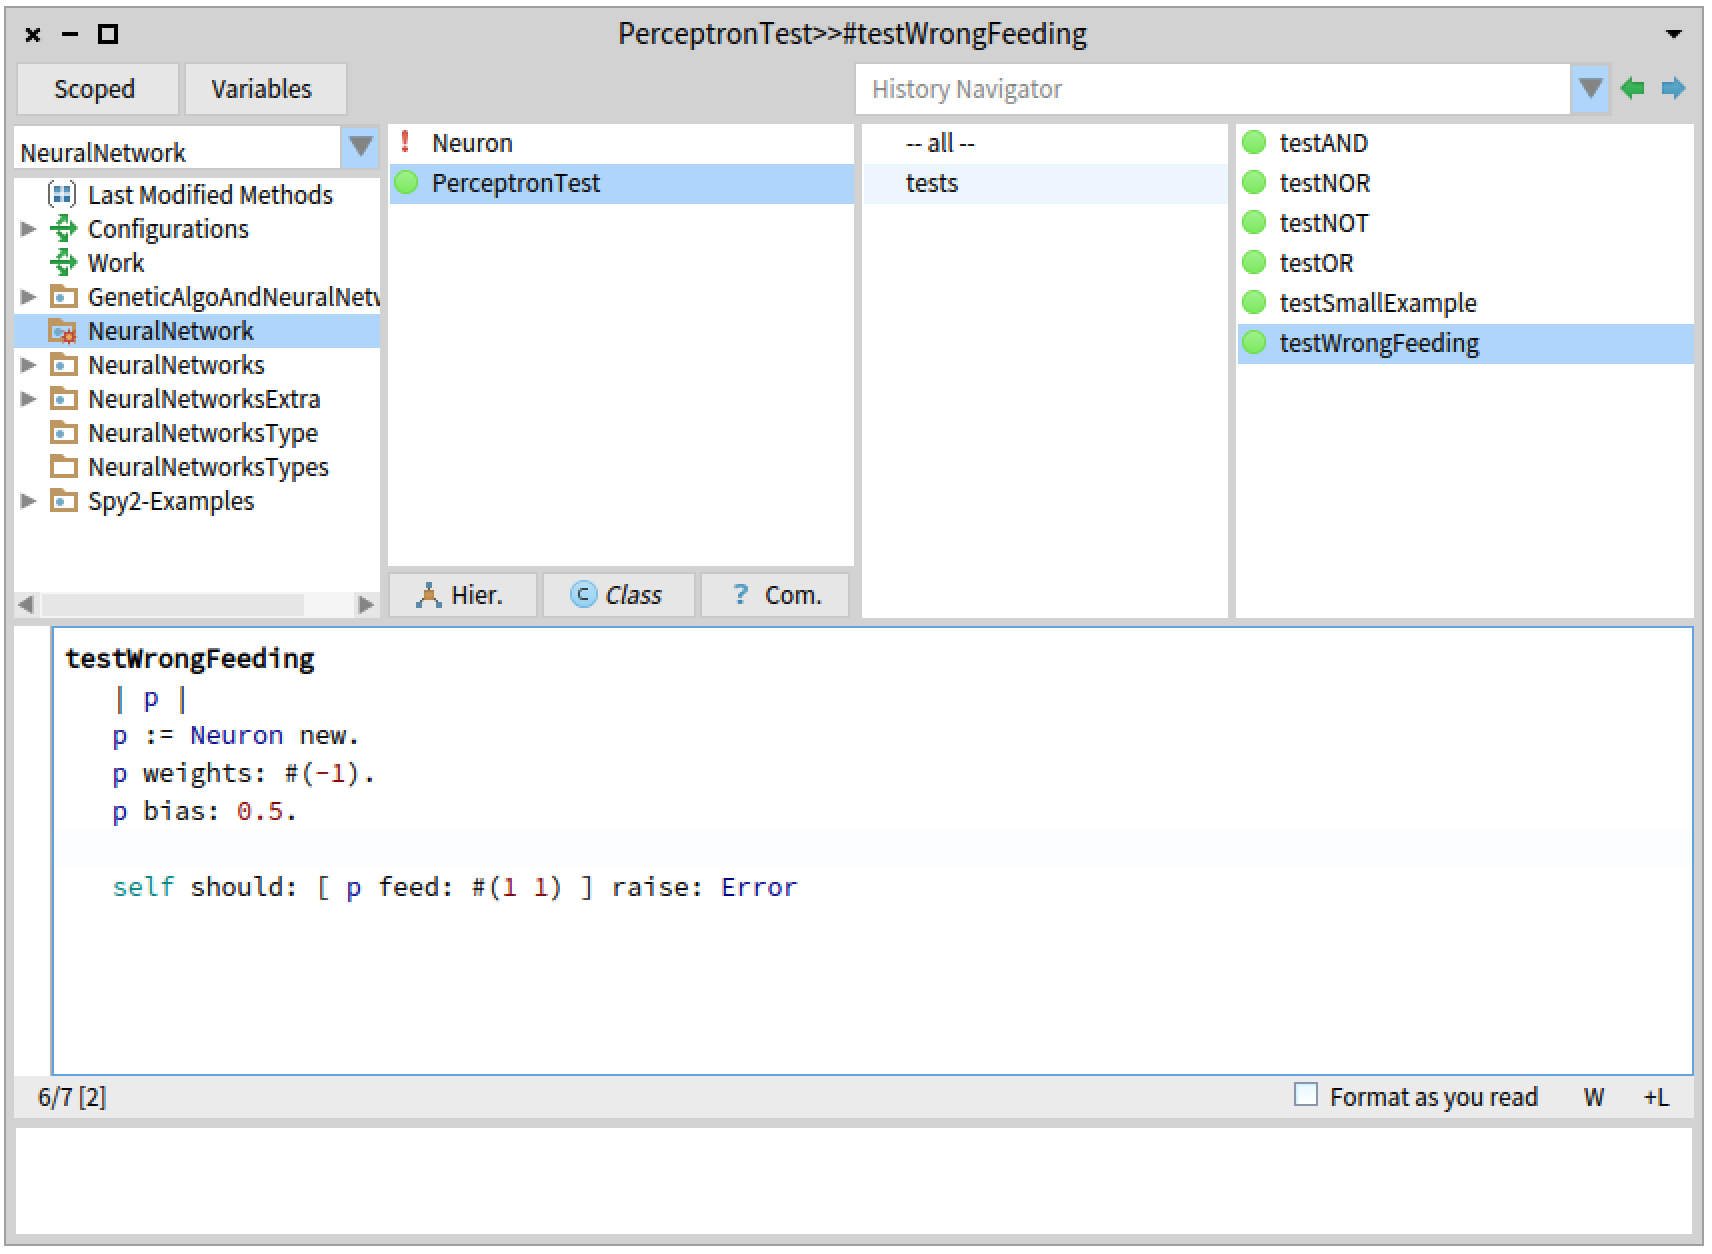 PerceptronTest>>#testWrongFeeding
Scoped
Variables
History Navigator
NeuralNetwork
Last Modified Methods
Configurations
Work
GeneticAlgoAndNeuralNetw
NeuralNetwork
NeuralNetworks
NeuralNetworksExtra
NeuralNetworksType
NeuralNetworksTypes
Spy2-Examples
! Neuron
PerceptronTest
Hier.
C Class
? Com.
-- all --
tests
testAND
testNOR
testNOT
testOR
testSmallExample
testWrongFeeding
testWrongFeeding
| p |
p := Neuron new.
p weights: #(-1).
p bias: 0.5.
self should: [ p feed: #(1 1) ] raise: Error
6/7 [2]
Format as you read
W
+L